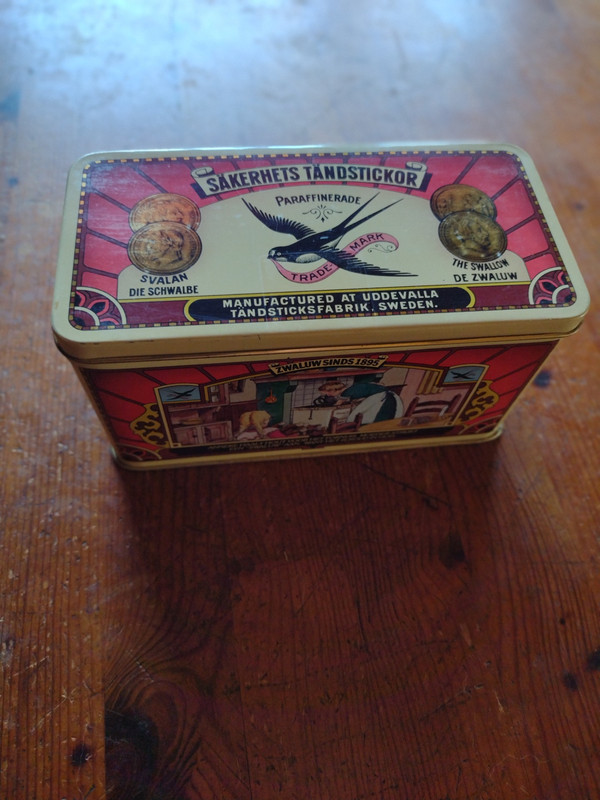 SÄKERHETS TÄNDSTICKOR
PARAFFINERADE
TRADE MARK
SVALAN
DIE SCHWALBE
THE SWALLOW
DE ZWALUW
MANUFACTURED AT UDDEVALLA
TÄNDSTICKSFABRIK, SWEDEN.
ZWALUW SINDS 1895